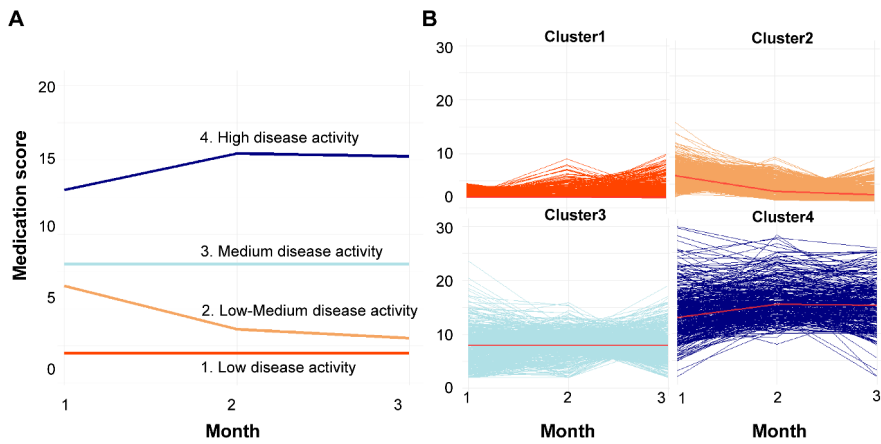 A
20
15
10
5
0
Medication score
4. High disease activity
3. Medium disease activity
2. Low-Medium disease activity
1. Low disease activity
1
2
3
Month
B
Cluster1
Cluster2
30
20
10
0
Cluster3
Cluster4
30
20
10
0
1
2
3
1
2
3
Month
Month